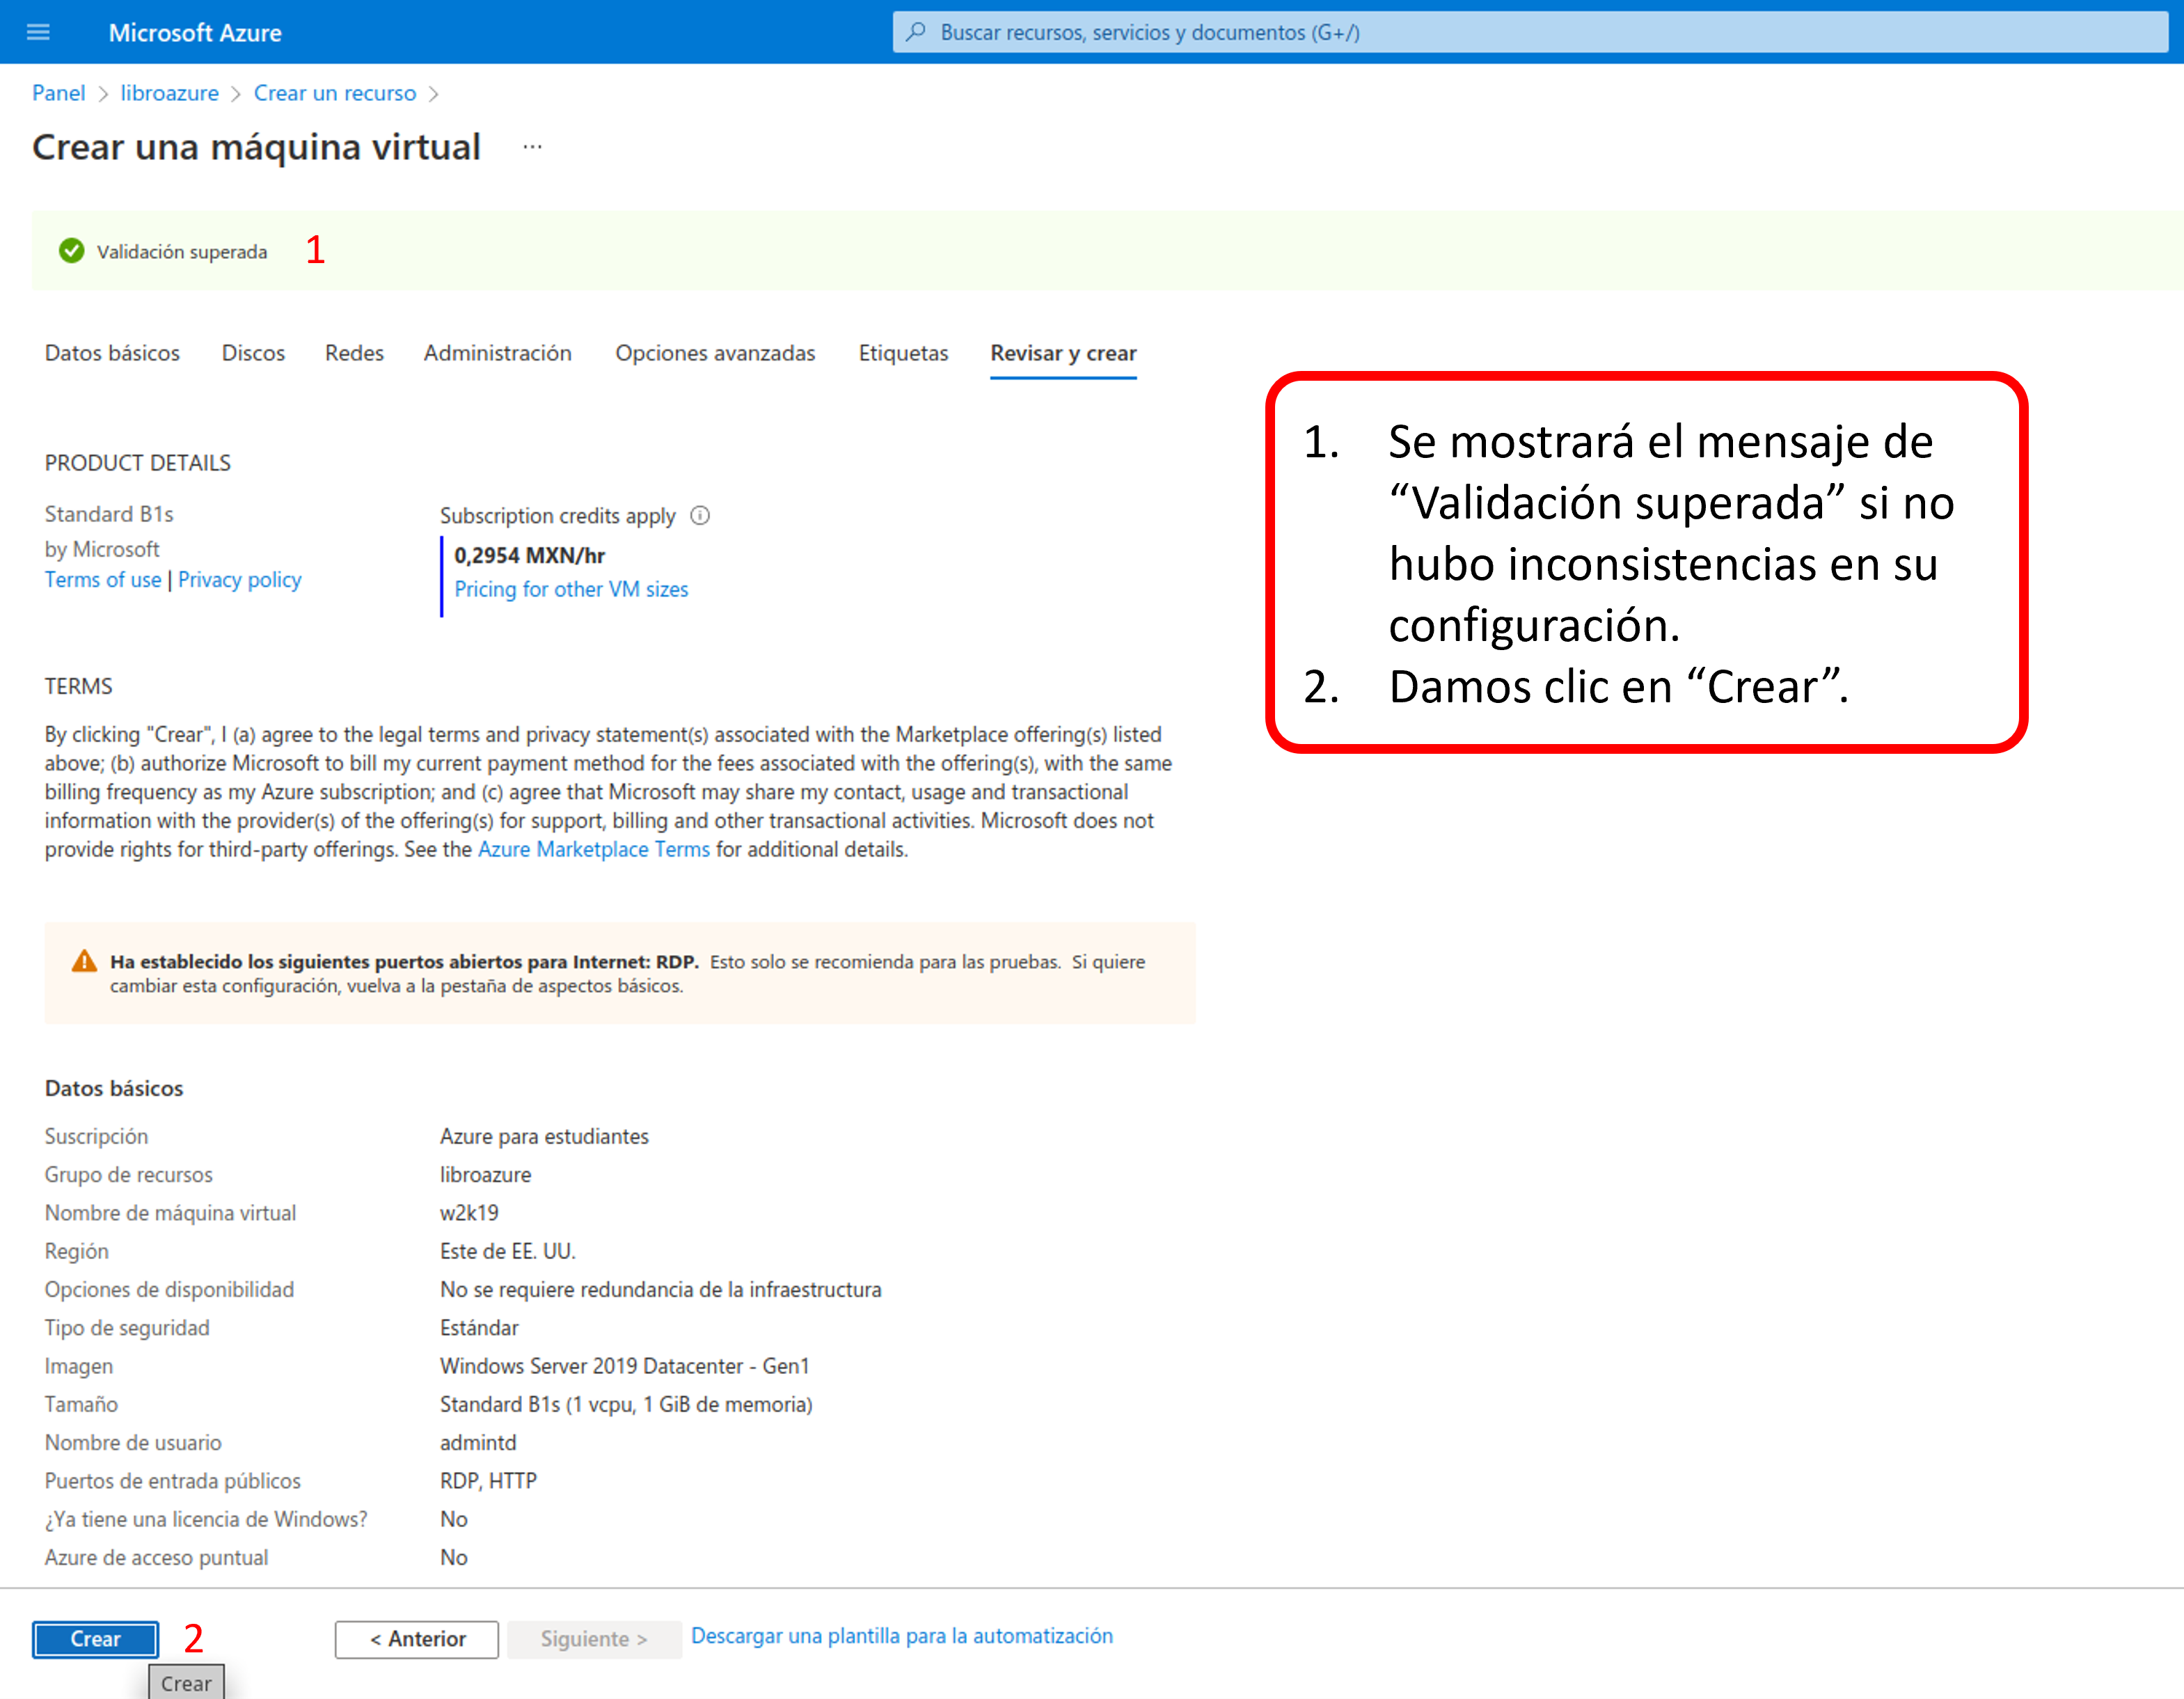 Microsoft Azure
Buscar recursos, servicios y documentos (G+/)
Panel > libroazure > Crear un recurso >
Crear una máquina virtual ...
Validación superada 1
Datos básicos Discos Redes Administración Opciones avanzadas Etiquetas Revisar y crear
PRODUCT DETAILS
Standard B1s
by Microsoft
Terms of use | Privacy policy
Subscription credits apply
0,2954 MXN/hr
Pricing for other VM sizes
TERMS
By clicking "Crear", I (a) agree to the legal terms and privacy statement(s) associated with the Marketplace offering(s) listed
above; (b) authorize Microsoft to bill my current payment method for the fees associated with the offering(s), with the same
billing frequency as my Azure subscription; and (c) agree that Microsoft may share my contact, usage and transactional
information with the provider(s) of the offering(s) for support, billing and other transactional activities. Microsoft does not
provide rights for third-party offerings. See the Azure Marketplace Terms for additional details.
1. Se mostrará el mensaje de
“Validación superada” si no
hubo inconsistencias en su
configuración.
2. Damos clic en “Crear”.
Ha establecido los siguientes puertos abiertos para Internet: RDP. Esto solo se recomienda para las pruebas. Si quiere
cambiar esta configuración, vuelva a la pestaña de aspectos básicos.
Datos básicos
Suscripción Azure para estudiantes
Grupo de recursos libroazure
Nombre de máquina virtual w2k19
Región Este de EE. UU.
Opciones de disponibilidad No se requiere redundancia de la infraestructura
Tipo de seguridad Estándar
Imagen Windows Server 2019 Datacenter - Gen1
Tamaño Standard B1s (1 vcpu, 1 GiB de memoria)
Nombre de usuario admintd
Puertos de entrada públicos RDP, HTTP
¿Ya tiene una licencia de Windows? No
Azure de acceso puntual No
Crear 2 < Anterior Siguiente > Descargar una plantilla para la automatización
Crear